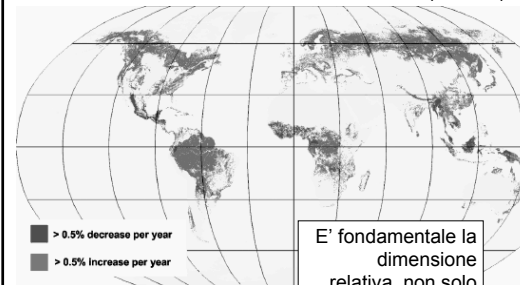 > 0.5% decrease per year
> 0.5% increase per year
E' fondamentale la
dimensione
relativa, non solo